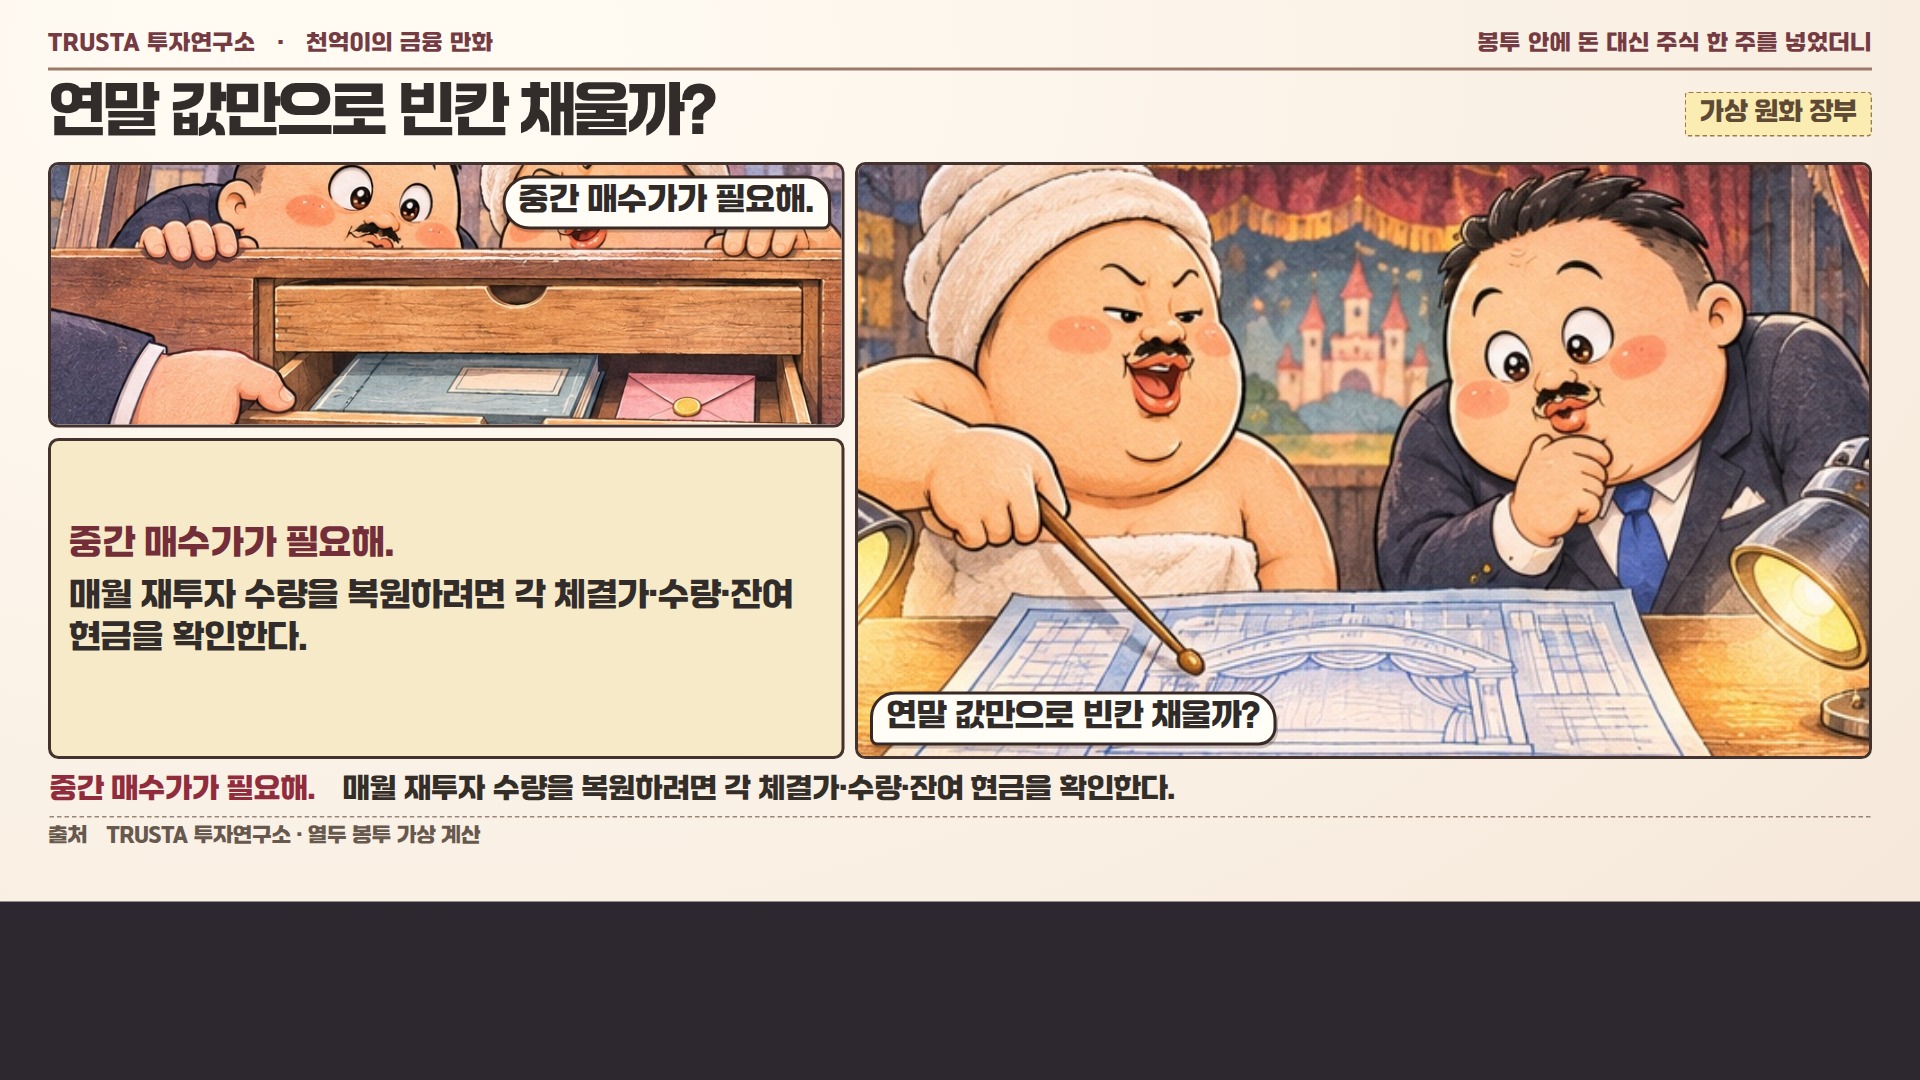 TRUSTA 투자연구소 · 천억이의 금융 만화
봉투 안에 돈 대신 주식 한 주를 넣었더니
연말 값만으로 빈칸 채울까?
가상 원화 장부
중간 매수가가 필요해.
중간 매수가가 필요해.
매월 재투자 수량을 복원하려면 각 체결가·수량·잔여
현금을 확인한다.
연말 값만으로 빈칸 채울까?
중간 매수가가 필요해. 매월 재투자 수량을 복원하려면 각 체결가·수량·잔여 현금을 확인한다.
출처 TRUSTA 투자연구소 · 열두 봉투 가상 계산